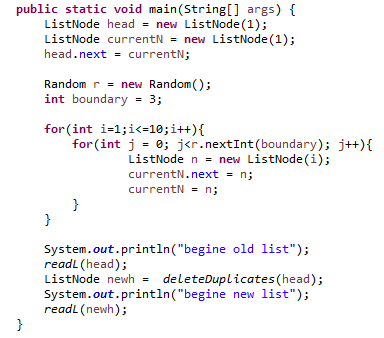 public static void main(String[] args) {
    ListNode head = new ListNode(1);
    ListNode currentN = new ListNode(1);
    head.next = currentN;

    Random r = new Random();
    int boundary = 3;

    for(int i=1;i<=10;i++){
        for(int j = 0; j<r.nextInt(boundary); j++){
                ListNode n = new ListNode(i);
                currentN.next = n;
                currentN = n;
        }
    }

    System.out.println("begine old list");
    readL(head);
    ListNode newh =  deleteDuplicates(head);
    System.out.println("begine new list");
    readL(newh);
}